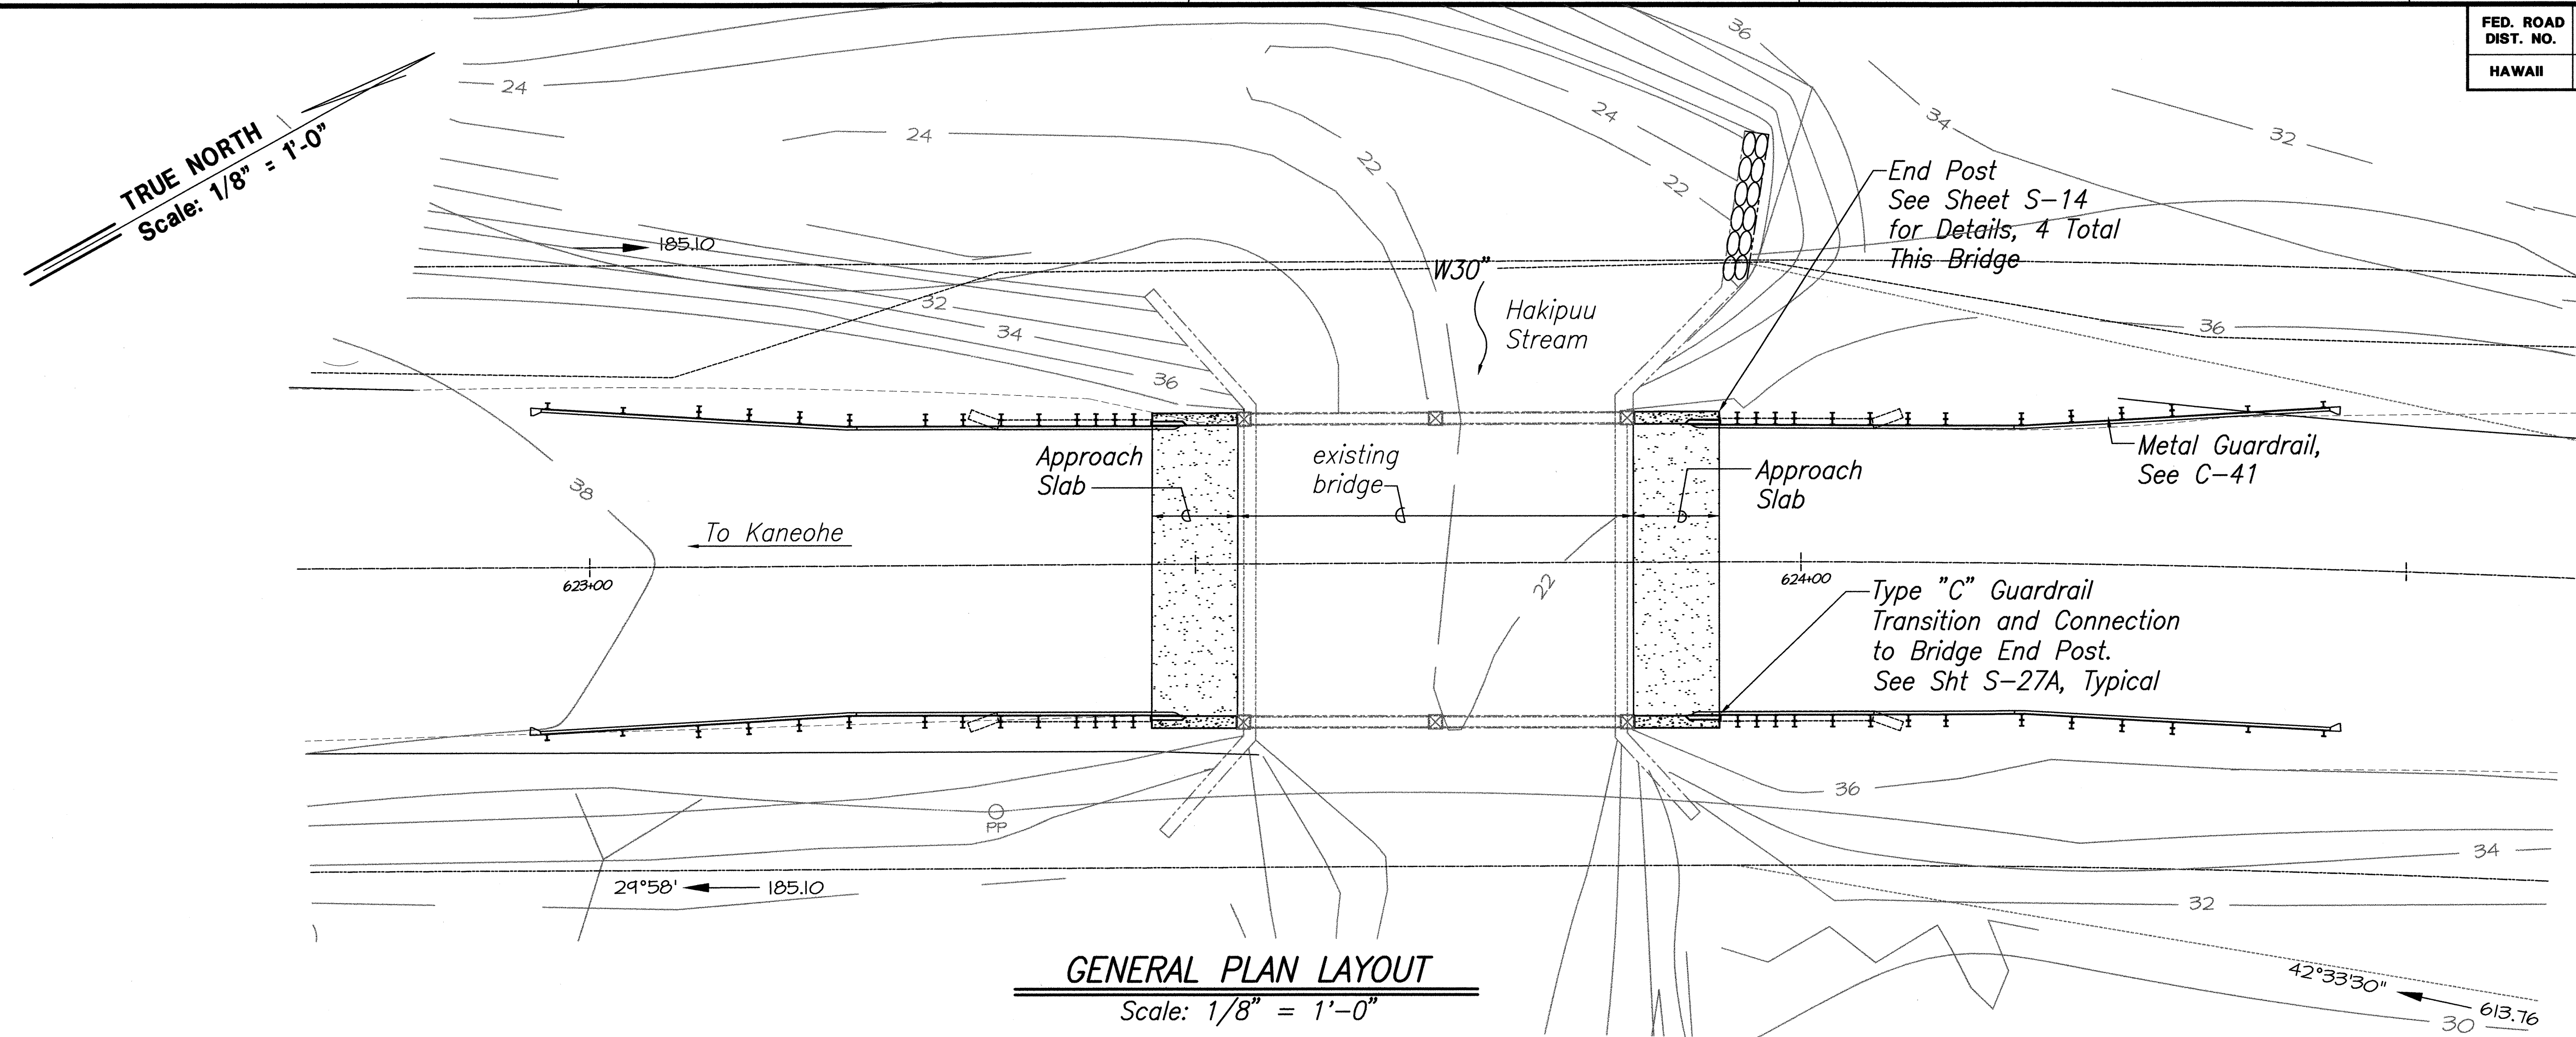 FED. ROAD
DIST. NO.
HAWAII
TRUE NORTH
Scale: 1/8" = 1'-0"
24
24
36
24
22
22
34
32
185.10
W30"
Hakipuu
Stream
End Post
See Sheet S-14
for Details, 4 Total
This Bridge
32
34
36
36
Approach
Slab
existing
bridge
Approach
Slab
Metal Guardrail,
See C-41
38
To Kaneohe
623+00
22
624+00
Type "C" Guardrail
Transition and Connection
to Bridge End Post.
See Sht S-27A, Typical
36
PP
34
29°58'
185.10
32
GENERAL PLAN LAYOUT
Scale: 1/8" = 1'-0"
42°33'30"
613.76
30